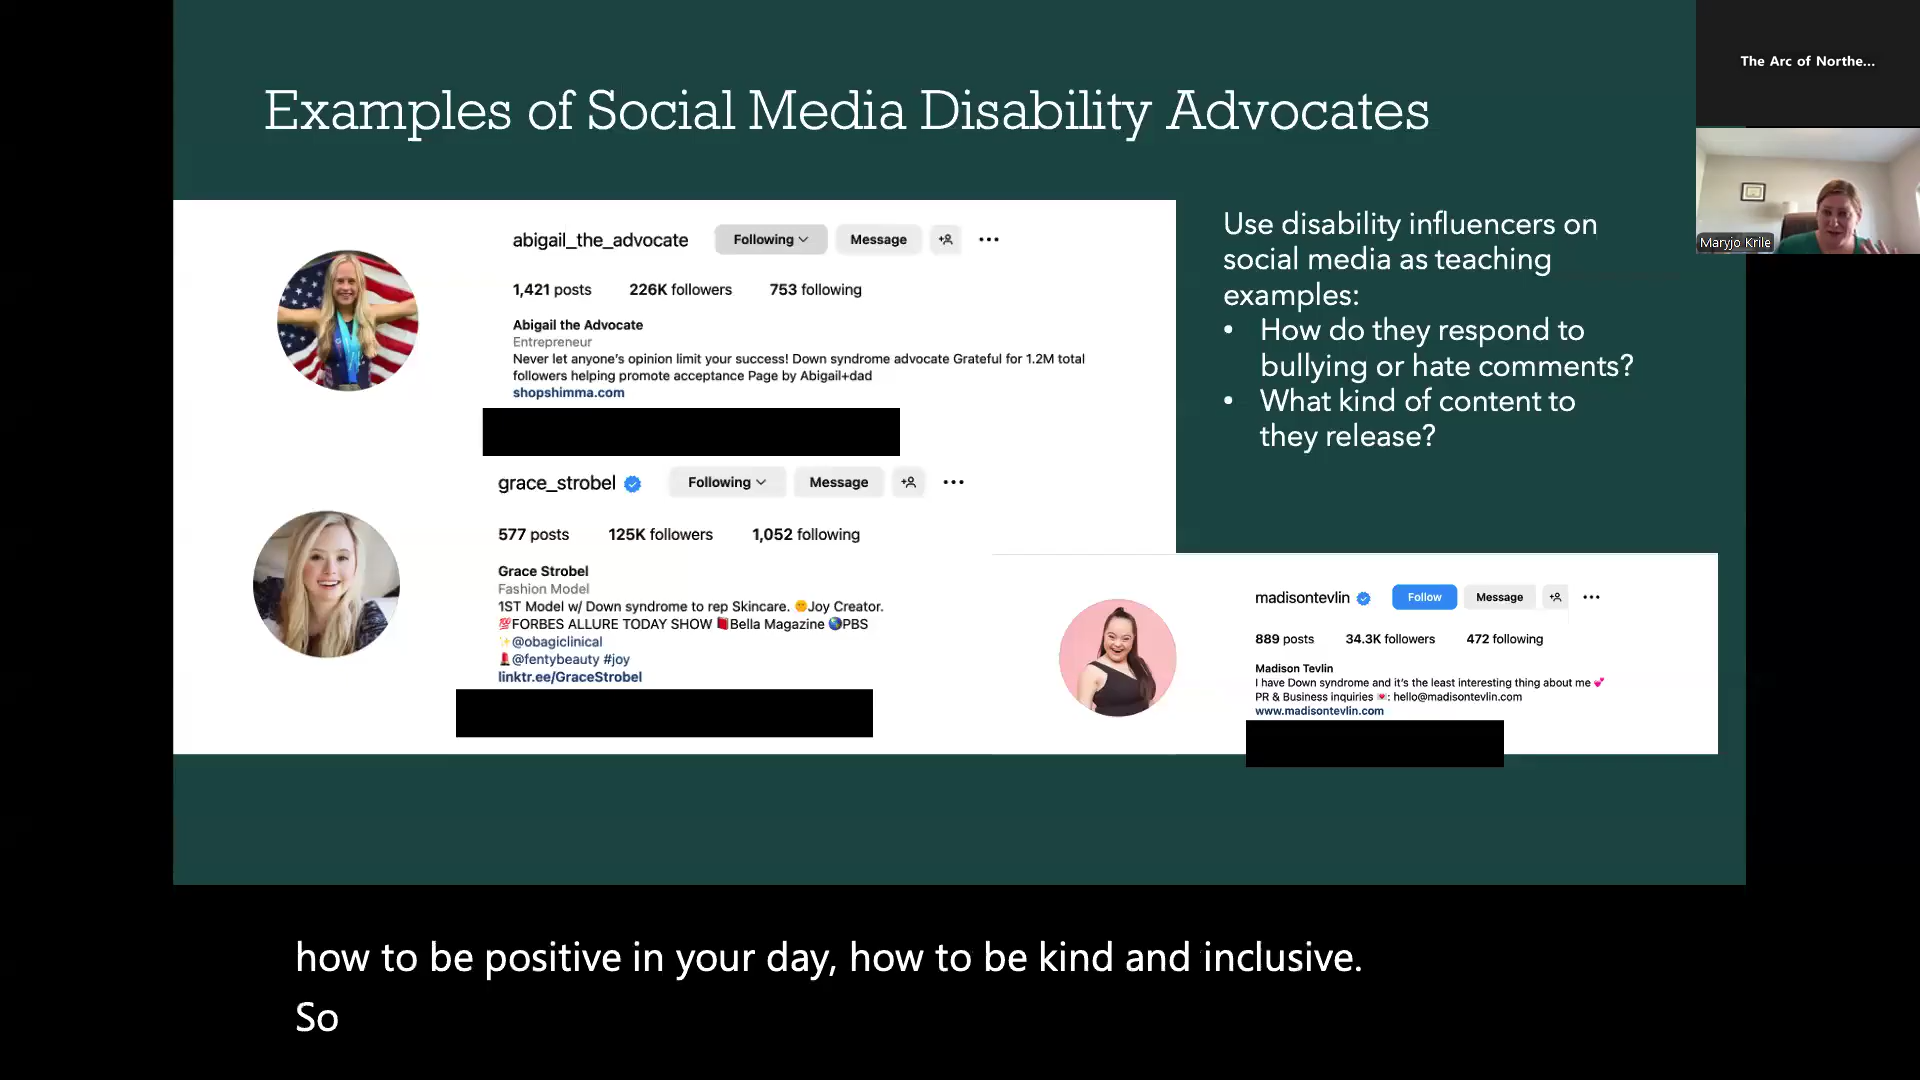 Examples of Social Media Disability Advocates
The Arc of Northe...
Maryjo Krile
abigail_the_advocate Following Message
1,421 posts 226K followers 753 following
Abigail the Advocate
Entrepreneur
Never let anyone's opinion limit your success! Down syndrome advocate Grateful for 1.2M total
followers helping promote acceptance Page by Abigail+dad
shopshimma.com
grace_strobel Following Message
577 posts 125K followers 1,052 following
Grace Strobel
Fashion Model
1ST Model w/ Down syndrome to rep Skincare. 🌞Joy Creator.
💯FORBES ALLURE TODAY SHOW 📕Bella Magazine 🌎PBS
✨@obagiclinical
💄@fentybeauty #joy
linktr.ee/GraceStrobel
Use disability influencers on
social media as teaching
examples:
• How do they respond to
bullying or hate comments?
• What kind of content to
they release?
madisontevlin Follow Message
889 posts 34.3K followers 472 following
Madison Tevlin
I have Down syndrome and it's the least interesting thing about me 💕
PR & Business inquiries 💌: hello@madisontevlin.com
www.madisontevlin.com
how to be positive in your day, how to be kind and inclusive.
So